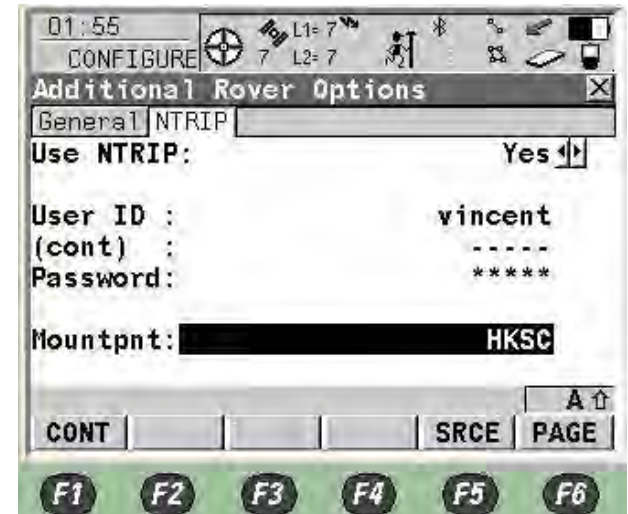 01:55
CONFIGURE 7 L1= 7
L2= 7
Additional Rover Options
General NTRIP
Use NTRIP: Yes
User ID : vincent
(cont) : -----
Password: *****
Mountpnt: HKSC
A
CONT SRCE PAGE
F1 F2 F3 F4 F5 F6